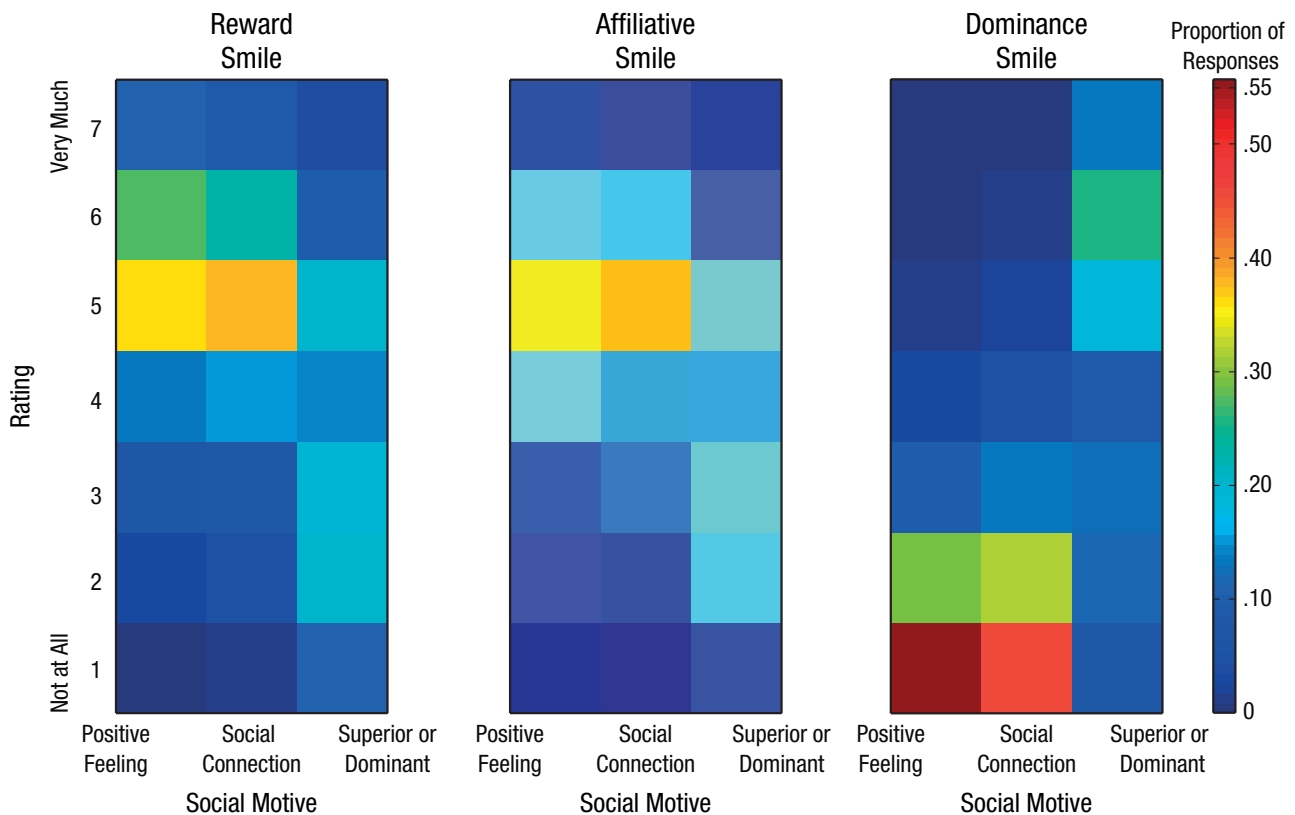 Reward
Smile
Affiliative
Smile
Dominance
Smile
Proportion of
Responses
Very Much
Rating
Not at All
7
6
5
4
3
2
1
.55
.50
.40
.30
.20
.10
0
Positive
Feeling
Social
Connection
Superior or
Dominant
Social Motive
Positive
Feeling
Social
Connection
Superior or
Dominant
Social Motive
Positive
Feeling
Social
Connection
Superior or
Dominant
Social Motive